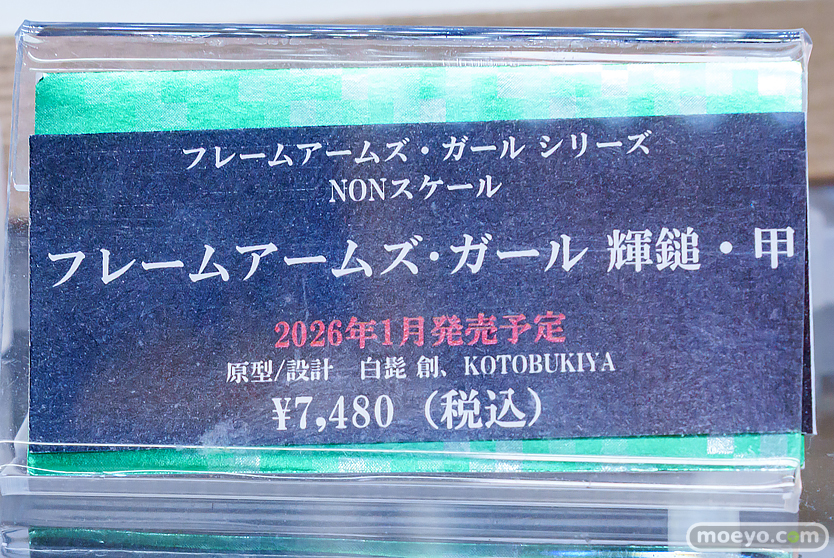 フレームアームズ・ガール シリーズ
NONスケール
フレームアームズ・ガール 輝鎚・甲
2026年1月発売予定
原型/設計　白髭 創、KOTOBUKIYA
¥7,480（税込）
moeyo.com